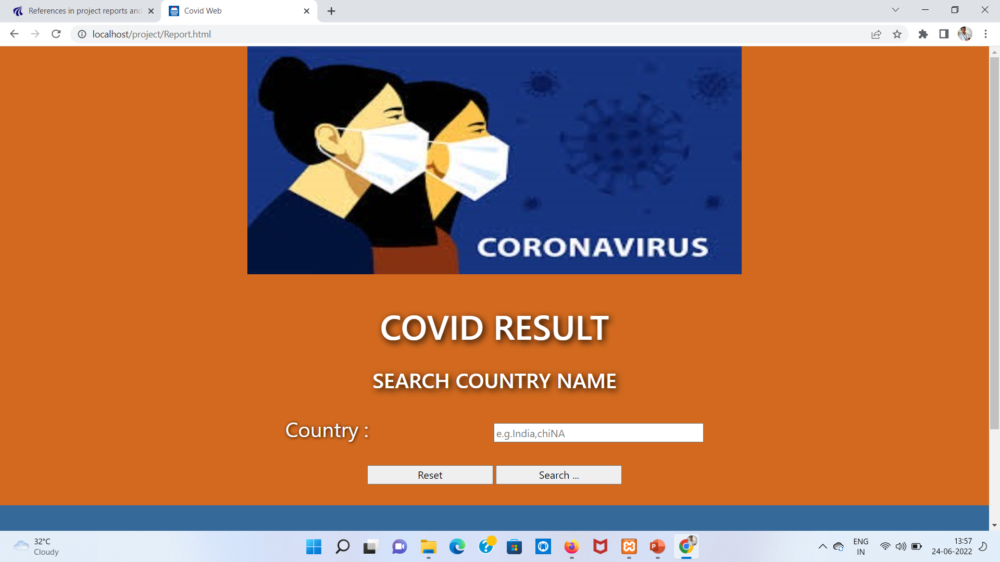 References in project reports and
Covid Web
localhost/project/Report.html
CORONAVIRUS
COVID RESULT
SEARCH COUNTRY NAME
Country :
e.g.India,chiNA
Reset
Search ...
32°C
Cloudy
ENG
IN
13:57
24-06-2022